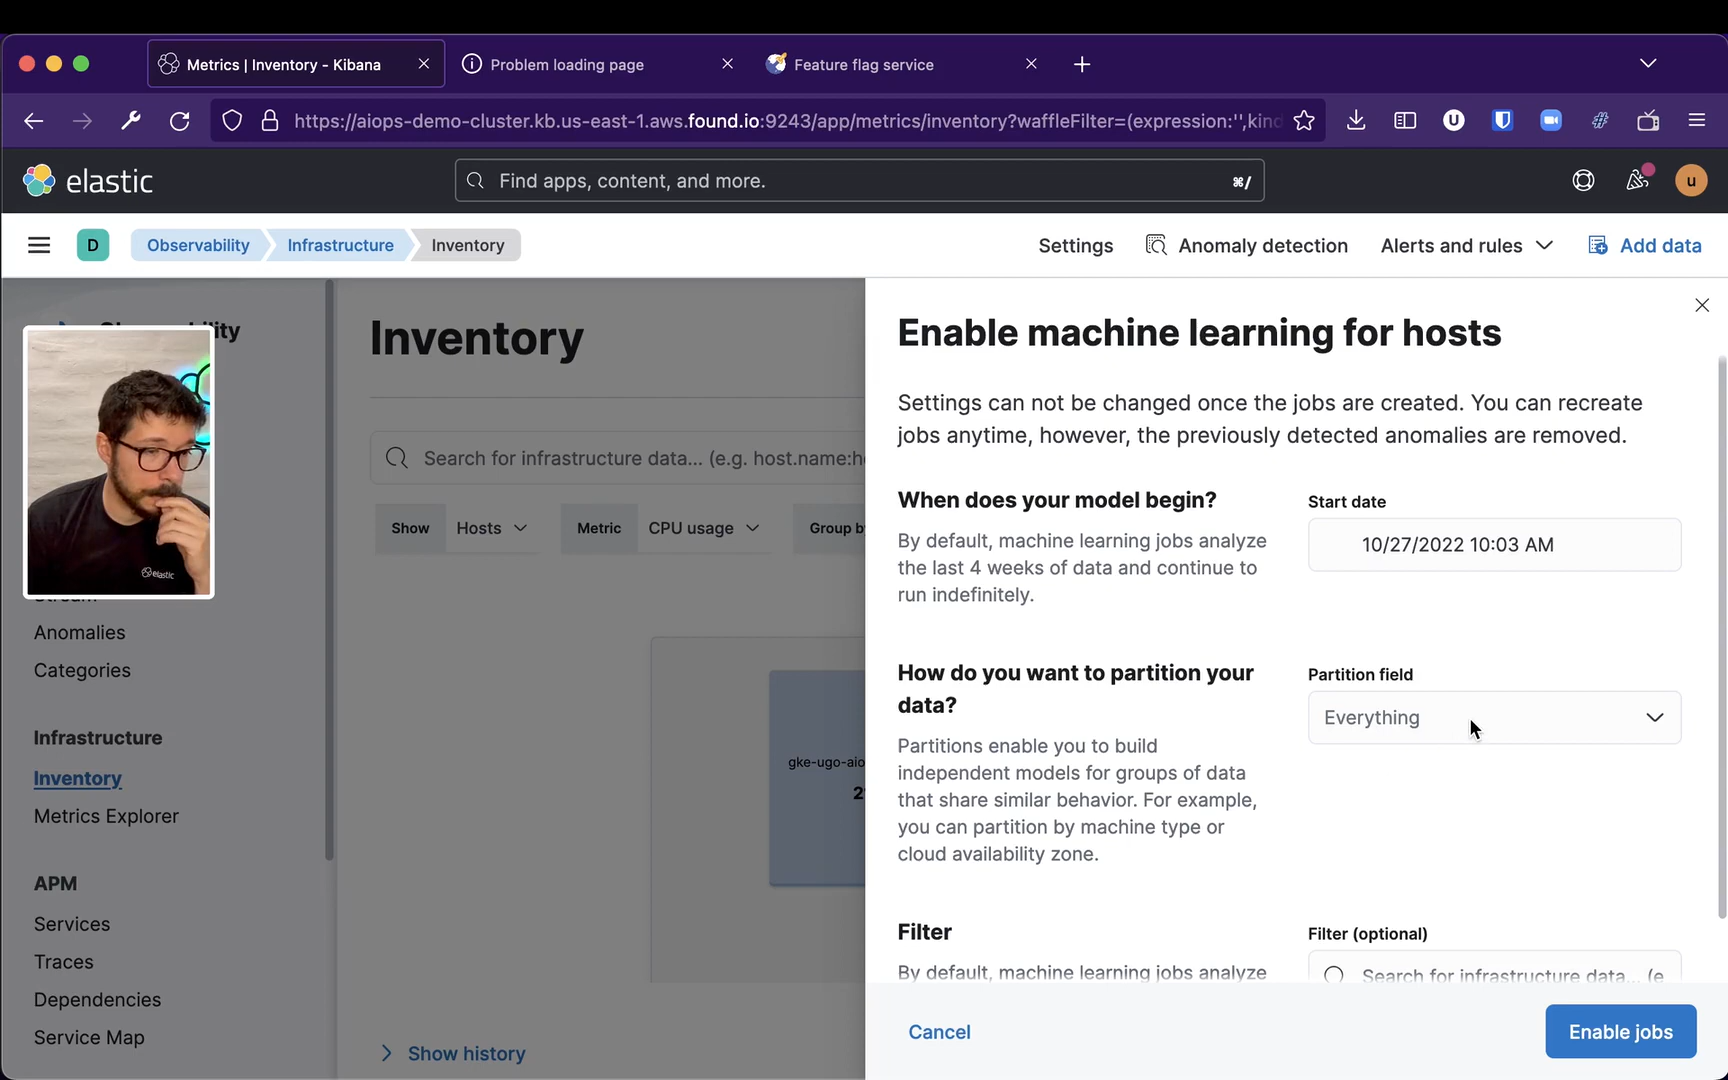 Metrics | Inventory - Kibana
Problem loading page
Feature flag service
https://aiops-demo-cluster.kb.us-east-1.aws.found.io:9243/app/metrics/inventory?waffleFilter=(expression:'',kind
elastic
Find apps, content, and more.
⌘/
u
D
Observability
Infrastructure
Inventory
Settings
Anomaly detection
Alerts and rules
Add data
Inventory
Search for infrastructure data... (e.g. host.name:h
Show
Hosts
Metric
CPU usage
Group b
elastic
Anomalies
Categories
Infrastructure
Inventory
Metrics Explorer
APM
Services
Traces
Dependencies
Service Map
gke-ugo-aio
2
Show history
Enable machine learning for hosts
Settings can not be changed once the jobs are created. You can recreate
jobs anytime, however, the previously detected anomalies are removed.
When does your model begin?
By default, machine learning jobs analyze
the last 4 weeks of data and continue to
run indefinitely.
Start date
10/27/2022 10:03 AM
How do you want to partition your
data?
Partitions enable you to build
independent models for groups of data
that share similar behavior. For example,
you can partition by machine type or
cloud availability zone.
Partition field
Everything
Filter
By default, machine learning jobs analyze
Filter (optional)
Search for infrastructure data... (e
Cancel
Enable jobs